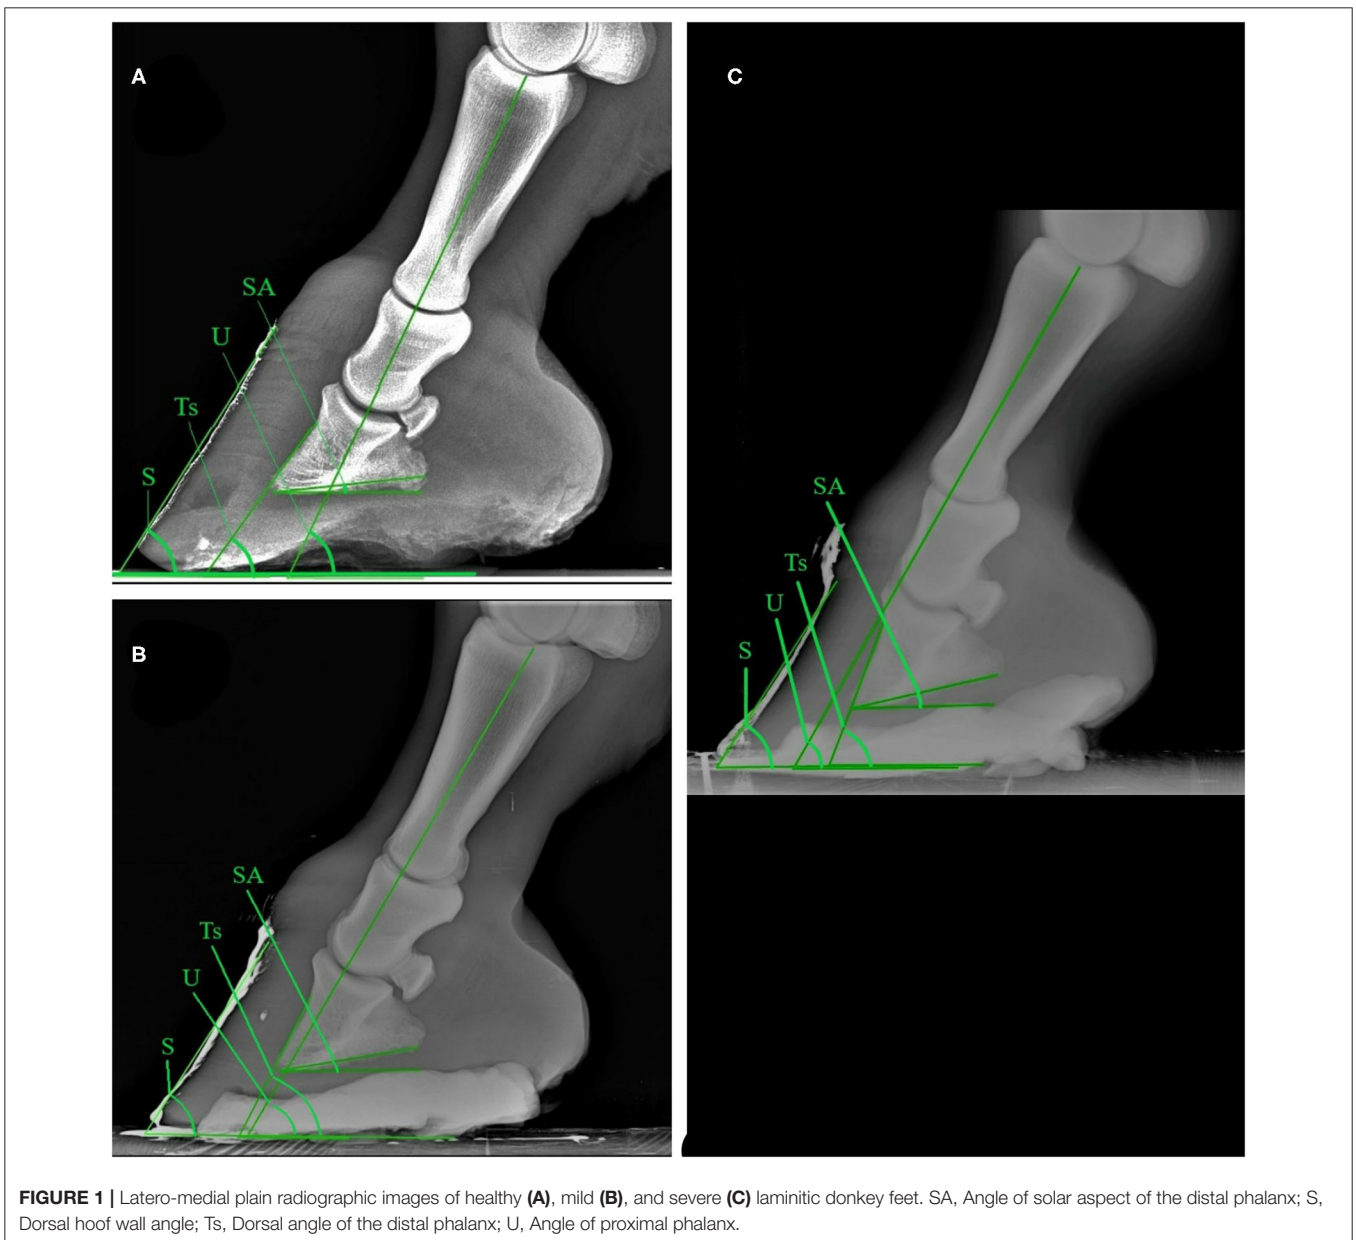 A
SA
U
Ts
S
B
SA
Ts
U
S
C
SA
Ts
U
S
FIGURE 1 | Latero-medial plain radiographic images of healthy (A), mild (B), and severe (C) laminitic donkey feet. SA, Angle of solar aspect of the distal phalanx; S,
Dorsal hoof wall angle; Ts, Dorsal angle of the distal phalanx; U, Angle of proximal phalanx.